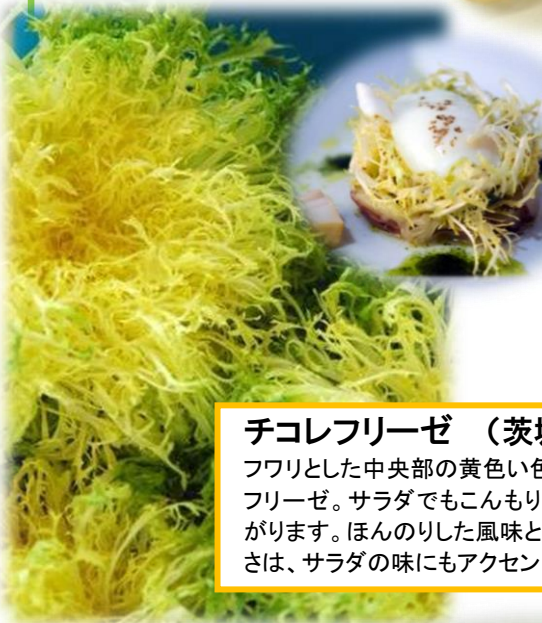 チコレフリーゼ （茨
フワリとした中央部の黄色い色
フリーゼ。サラダでもこんもり
がります。ほんのりした風味と
さは、サラダの味にもアクセン